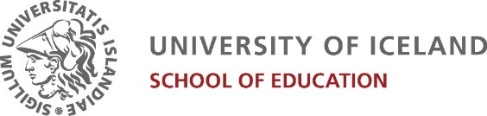 SIGILLUM UNIVERSITATIS ISLANDIAE
UNIVERSITY OF ICELAND
SCHOOL OF EDUCATION